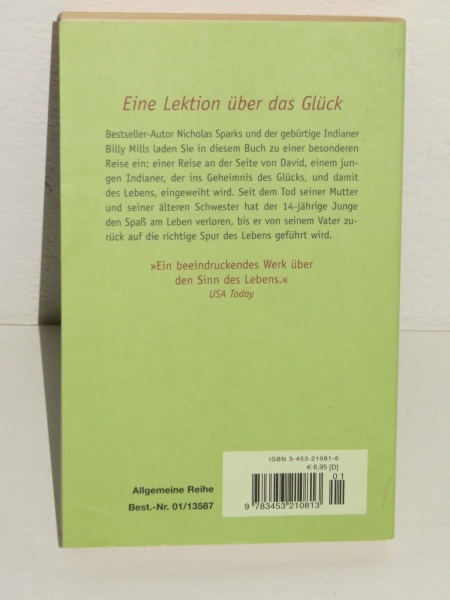 Eine Lektion über das Glück
Bestseller-Autor Nicholas Sparks und der gebürtige Indianer
Billy Mills laden Sie in diesem Buch zu einer besonderen
Reise ein; einer Reise an der Seite von David, einem jun-
gen Indianer, der ins Geheimnis des Glücks, und damit
des Lebens, eingeweiht wird. Seit dem Tod seiner Mutter
und seiner älteren Schwester hat der 14-jährige Junge
den Spaß am Leben verloren, bis er von seinem Vater zu-
rück auf die richtige Spur des Lebens geführt wird.
»Ein beeindruckendes Werk über
den Sinn des Lebens.«
USA Today
ISBN 3-453-21081-6
€ 6,95 [D]
01
9 783453 210813
Allgemeine Reihe
Best.-Nr. 01/13587